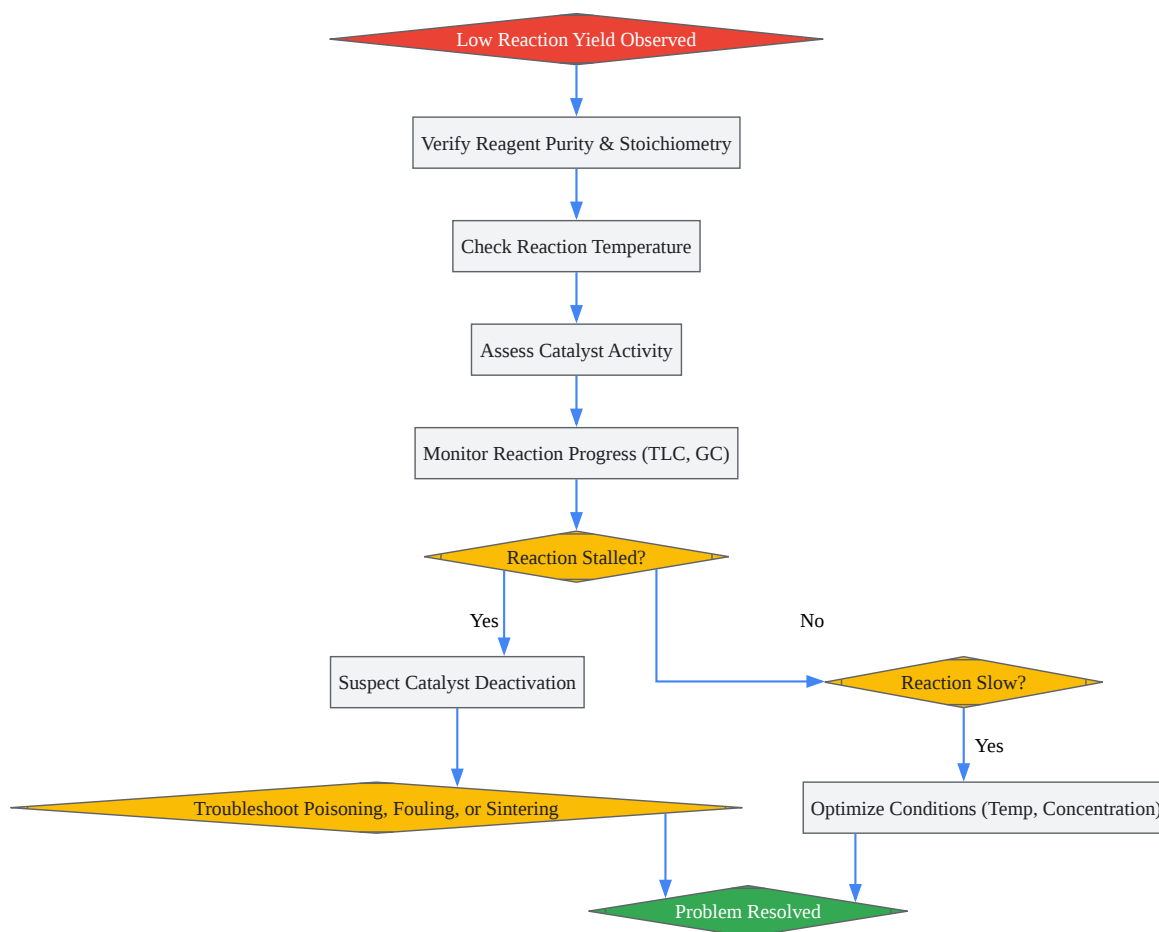 Low Reaction Yield Observed
Verify Reagent Purity & Stoichiometry
Check Reaction Temperature
Assess Catalyst Activity
Monitor Reaction Progress (TLC, GC)
Reaction Stalled?
Yes
No
Suspect Catalyst Deactivation
Reaction Slow?
Yes
Troubleshoot Poisoning, Fouling, or Sintering
Optimize Conditions (Temp, Concentration)
Problem Resolved